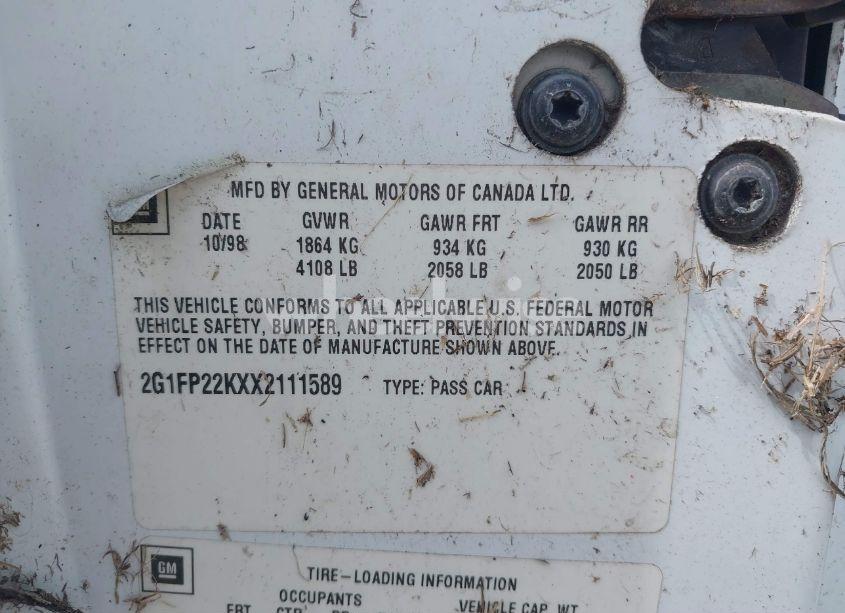 MFD BY GENERAL MOTORS OF CANADA LTD.
DATE GVWR GAWR FRT GAWR RR
10/98 1864 KG 934 KG 930 KG
4108 LB 2058 LB 2050 LB
THIS VEHICLE CONFORMS TO ALL APPLICABLE U.S. FEDERAL MOTOR
VEHICLE SAFETY, BUMPER, AND THEFT PREVENTION STANDARDS IN
EFFECT ON THE DATE OF MANUFACTURE SHOWN ABOVE.
2G1FP22KXX2111589 TYPE: PASS CAR
GM
TIRE-LOADING INFORMATION
OCCUPANTS VEHICLE CAP. WT.
FRT CTR RR